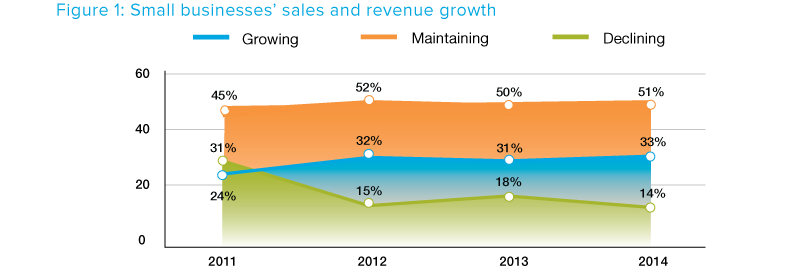 Figure 1: Small businesses' sales and revenue growth
Growing Maintaining Declining
60
45% 52% 50% 51%
40
31% 32% 31% 33%
20
24% 15% 18% 14%
0
2011 2012 2013 2014